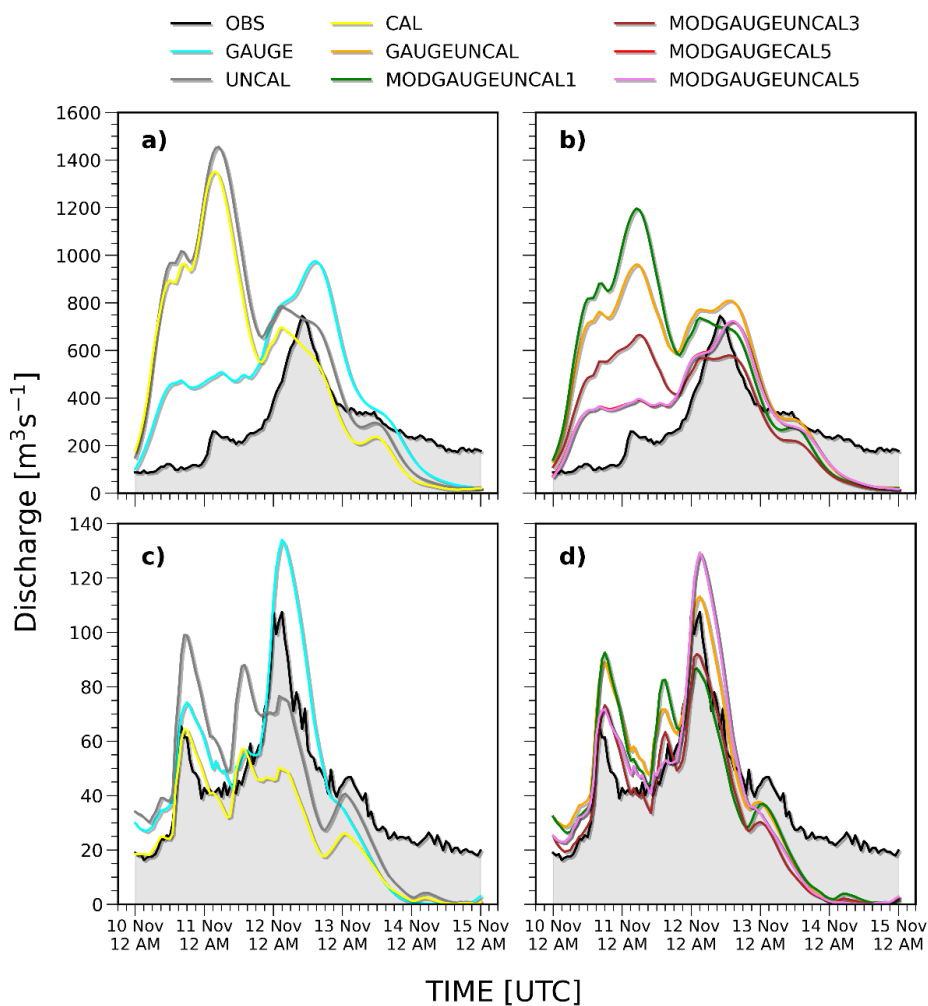 OBS CAL MODGAUGEUNCAL3
GAUGE GAUGEUNCAL MODGAUGECAL5
UNCAL MODGAUGEUNCAL1 MODGAUGEUNCAL5
1600
1400
1200
1000
800
600
400
200
0
a)
b)
Discharge [m³s⁻¹]
140
120
100
80
60
40
20
0
c)
d)
10 Nov 11 Nov 12 Nov 13 Nov 14 Nov 15 Nov 10 Nov 11 Nov 12 Nov 13 Nov 14 Nov 15 Nov
12 AM 12 AM 12 AM 12 AM 12 AM 12 AM 12 AM 12 AM 12 AM 12 AM 12 AM 12 AM
TIME [UTC]